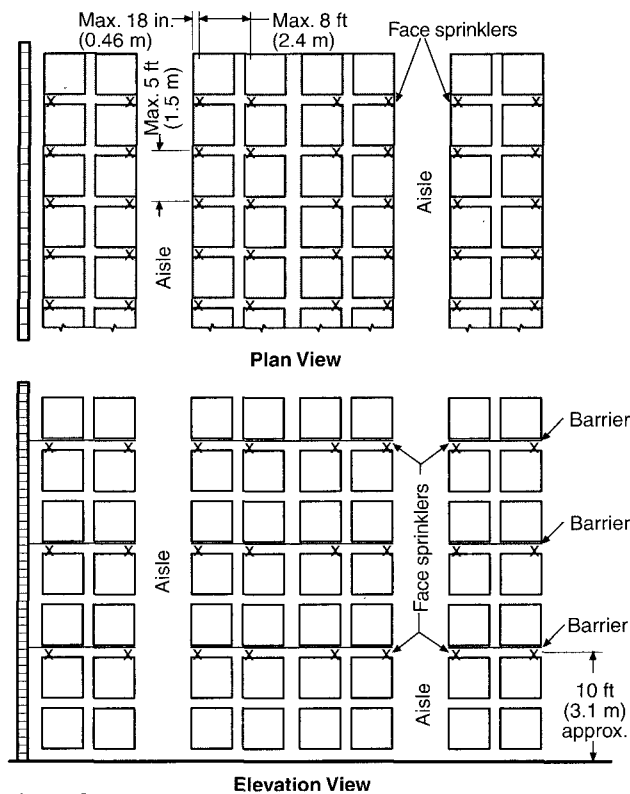 Max. 18 in.
(0.46 m)
Max. 8 ft
(2.4 m)
Face sprinklers
Max. 5 ft
(1.5 m)
Aisle
Aisle
Plan View
Barrier
Face sprinklers
Barrier
Aisle
Barrier
Aisle
10 ft
(3.1 m)
approx.
Elevation View